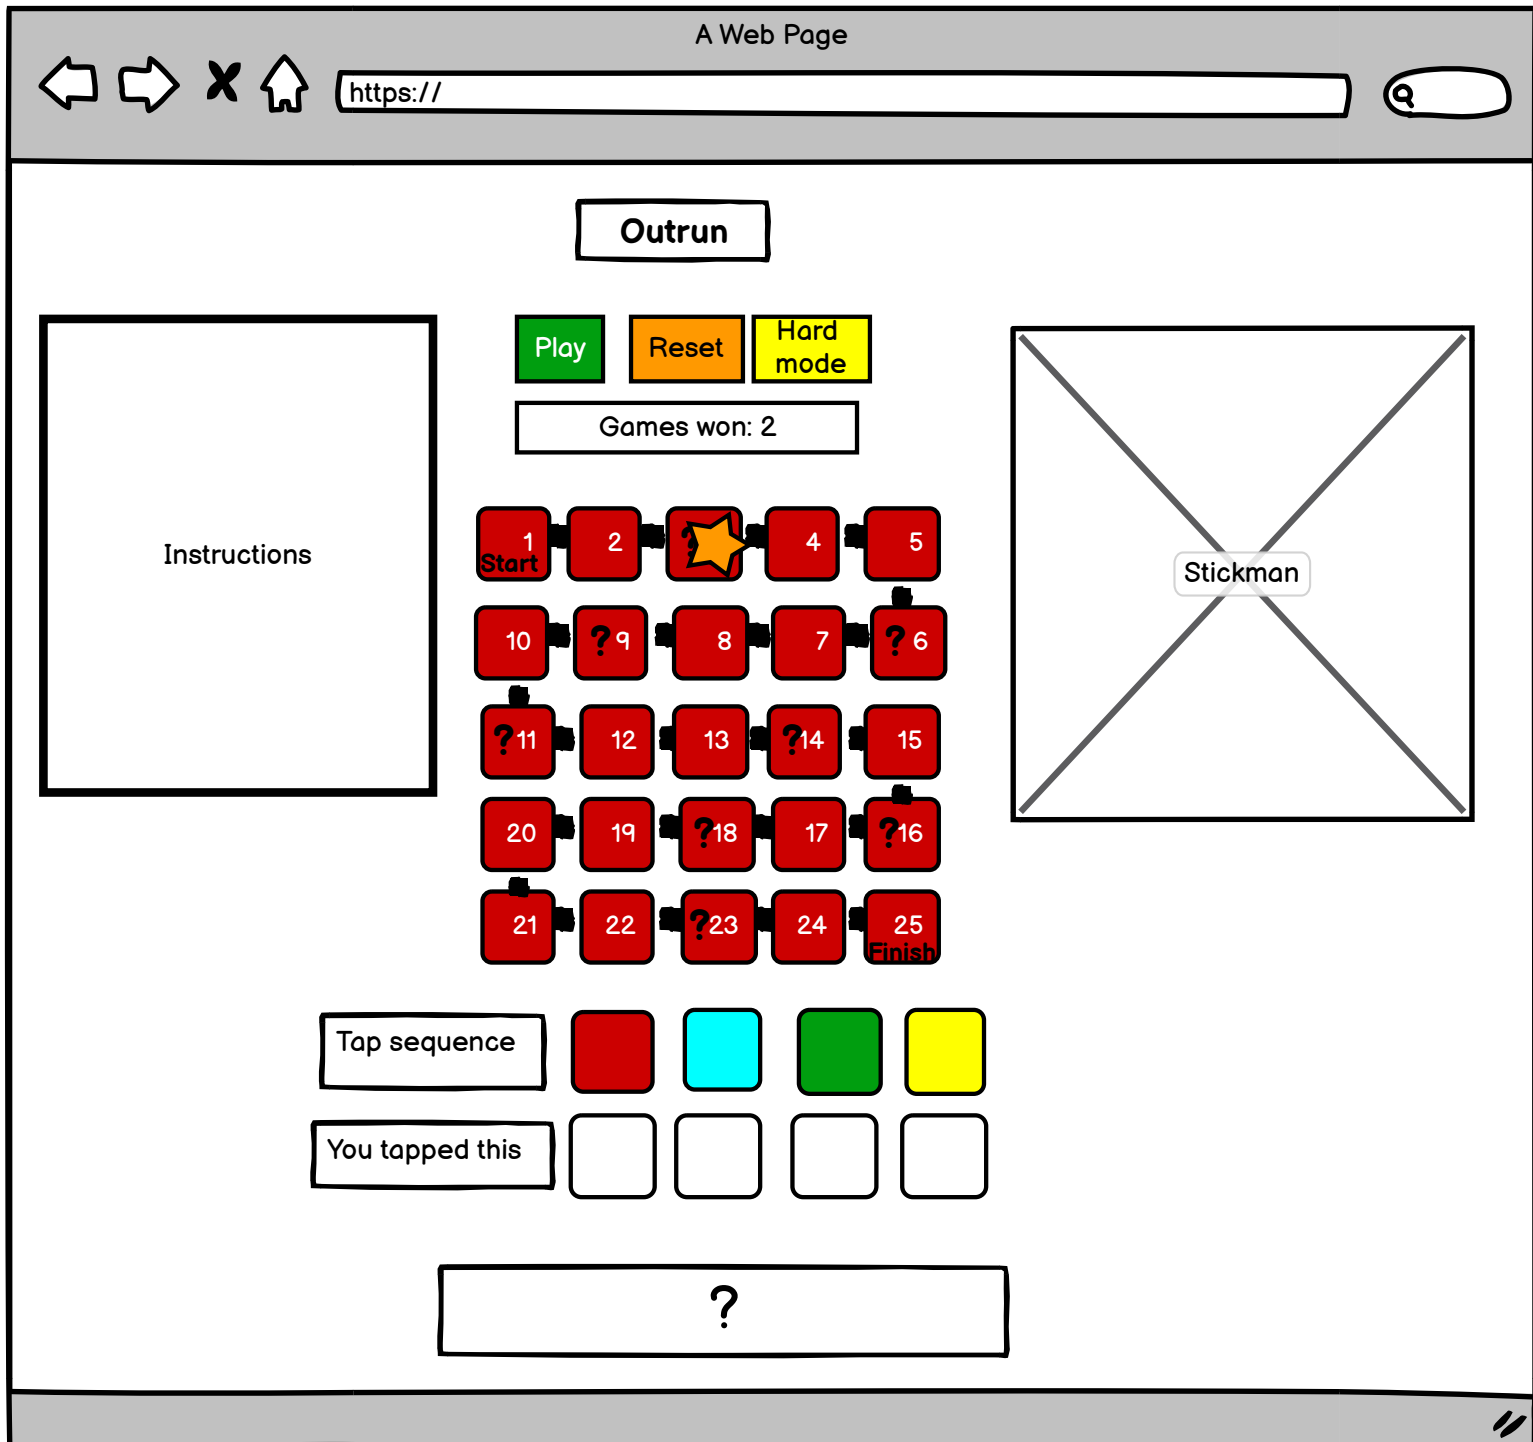 A Web Page
https://
Outrun
Play
Reset
Hard
mode
Games won: 2
Instructions
1
Start
2
?
4
5
10
? 9
8
7
? 6
?11
12
13
?14
15
20
19
?18
17
?16
21
22
?23
24
25
Finish
Stickman
Tap sequence
You tapped this
?